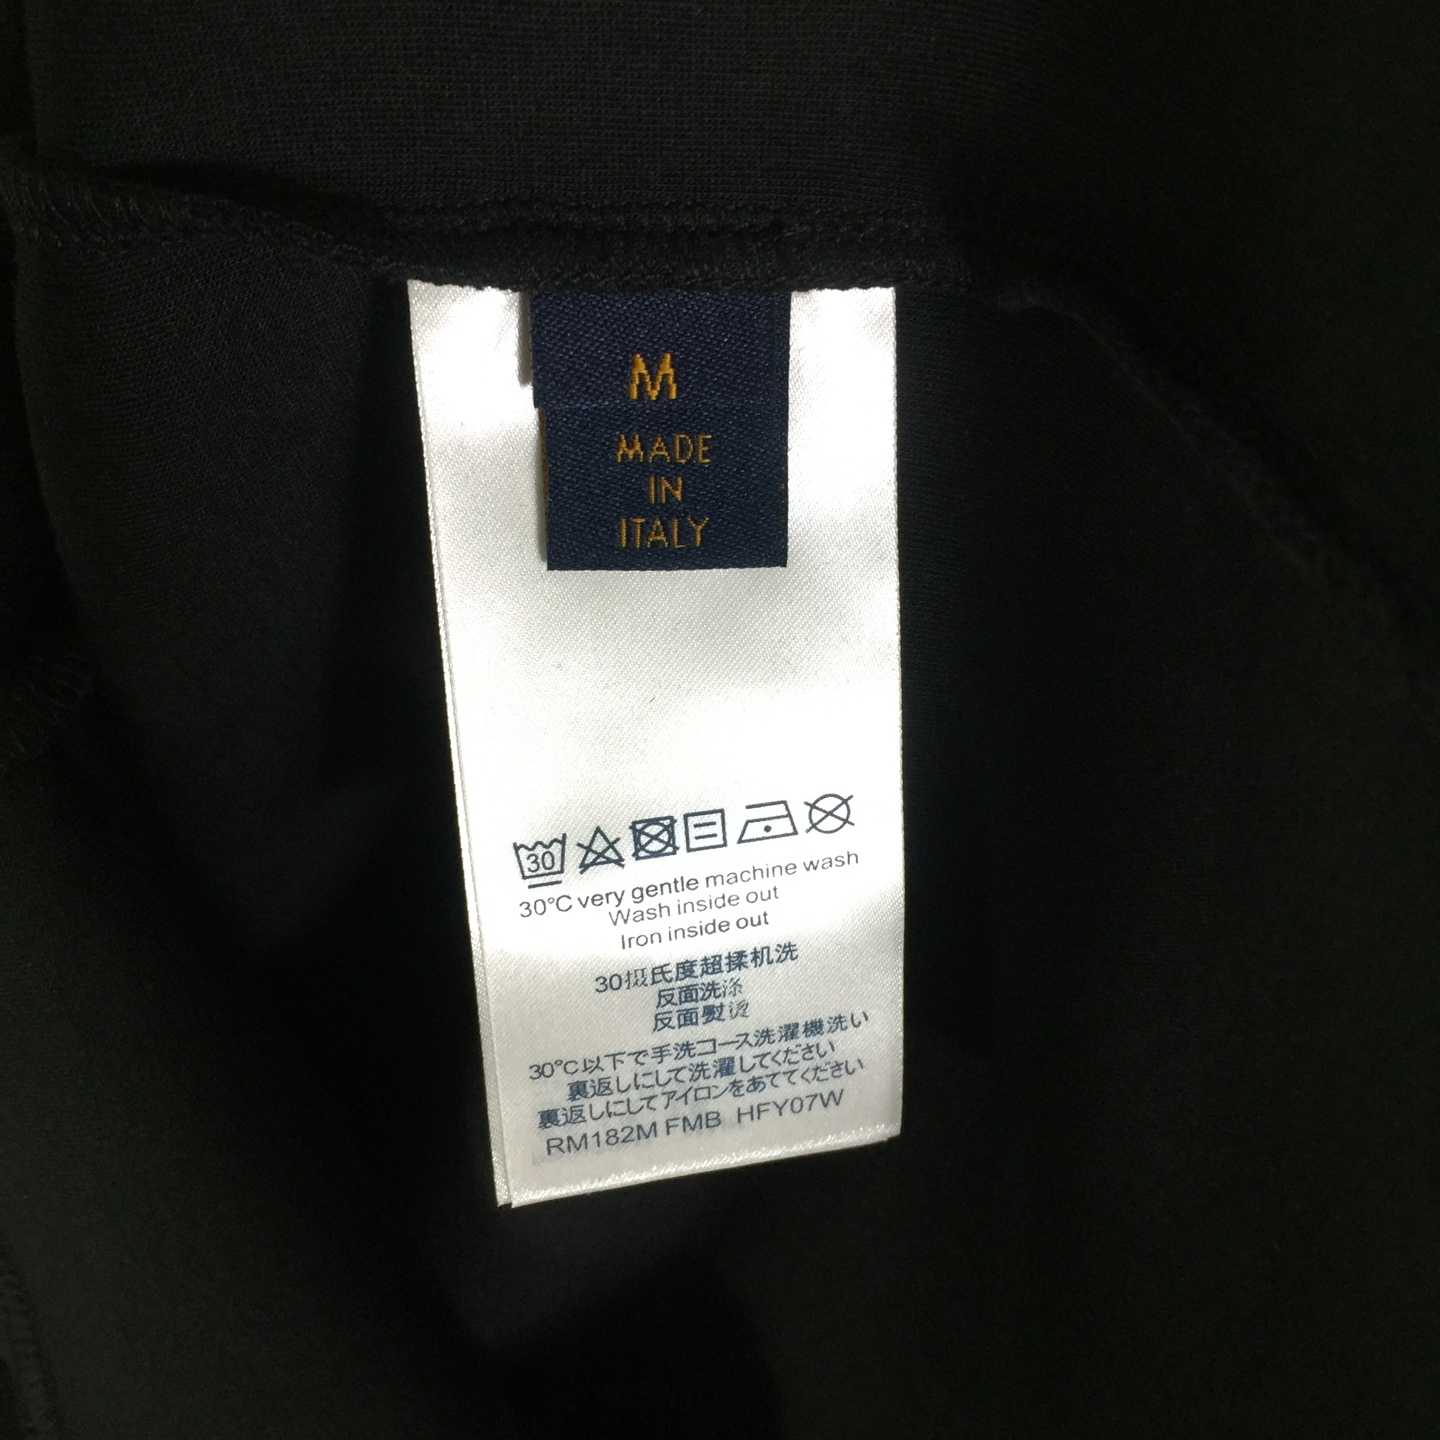 M
MADE
IN
ITALY
30
30°C very gentle machine wash
Wash inside out
Iron inside out
30摄氏度超揉机洗
反面洗涤
反面熨烫
30°C以下で手洗コース洗濯機洗い
裏返しにして洗濯してください
裏返しにしてアイロンをあててください
RM182M FMB HFY07W